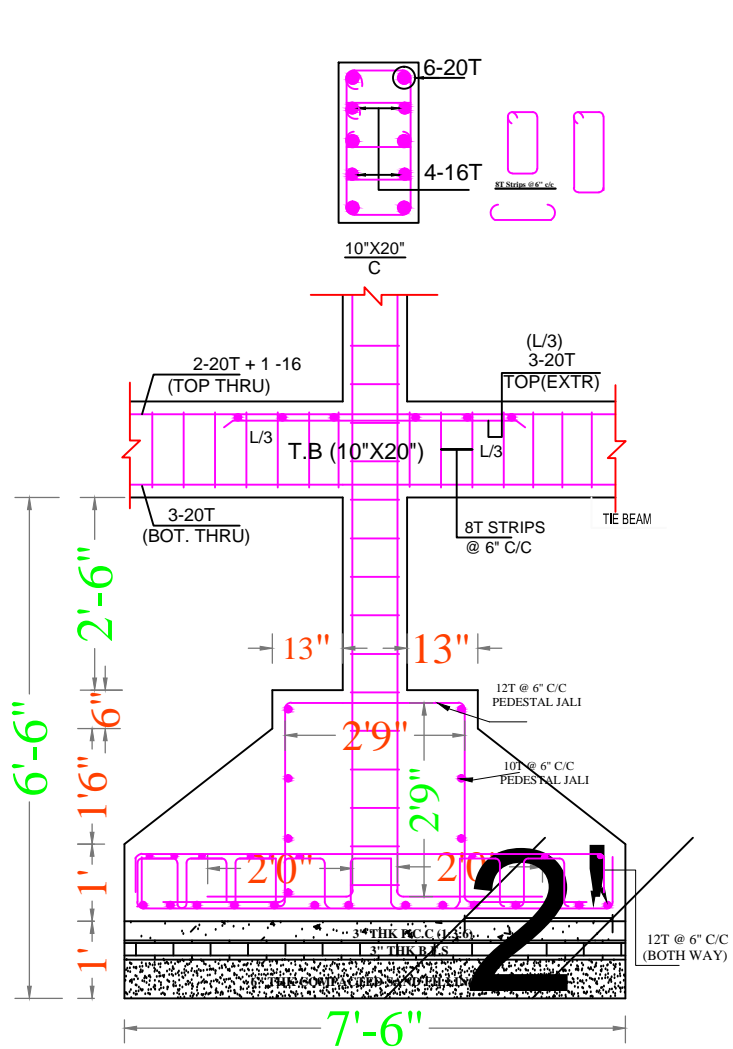 6-20T
4-16T
8T Strips @6" c/c
10"X20"
C
2-20T + 1 -16
(TOP THRU)
(L/3)
3-20T
TOP(EXTR)
L/3
T.B (10"X20")
L/3
3-20T
(BOT. THRU)
8T STRIPS
@ 6" C/C
TIE BEAM
2'-6"
13"
13"
12T @ 6" C/C
PEDESTAL JALI
6"
6'-6"
2'9"
10T @ 6" C/C
PEDESTAL JALI
1'6"
2'9"
1'
2'0"
2'0"
2'
12T @ 6" C/C
(BOTH WAY)
3" THK P.C.C (1:3:6)
3" THK B.F.S
1'
THK COMPACTED SAND
7'-6"